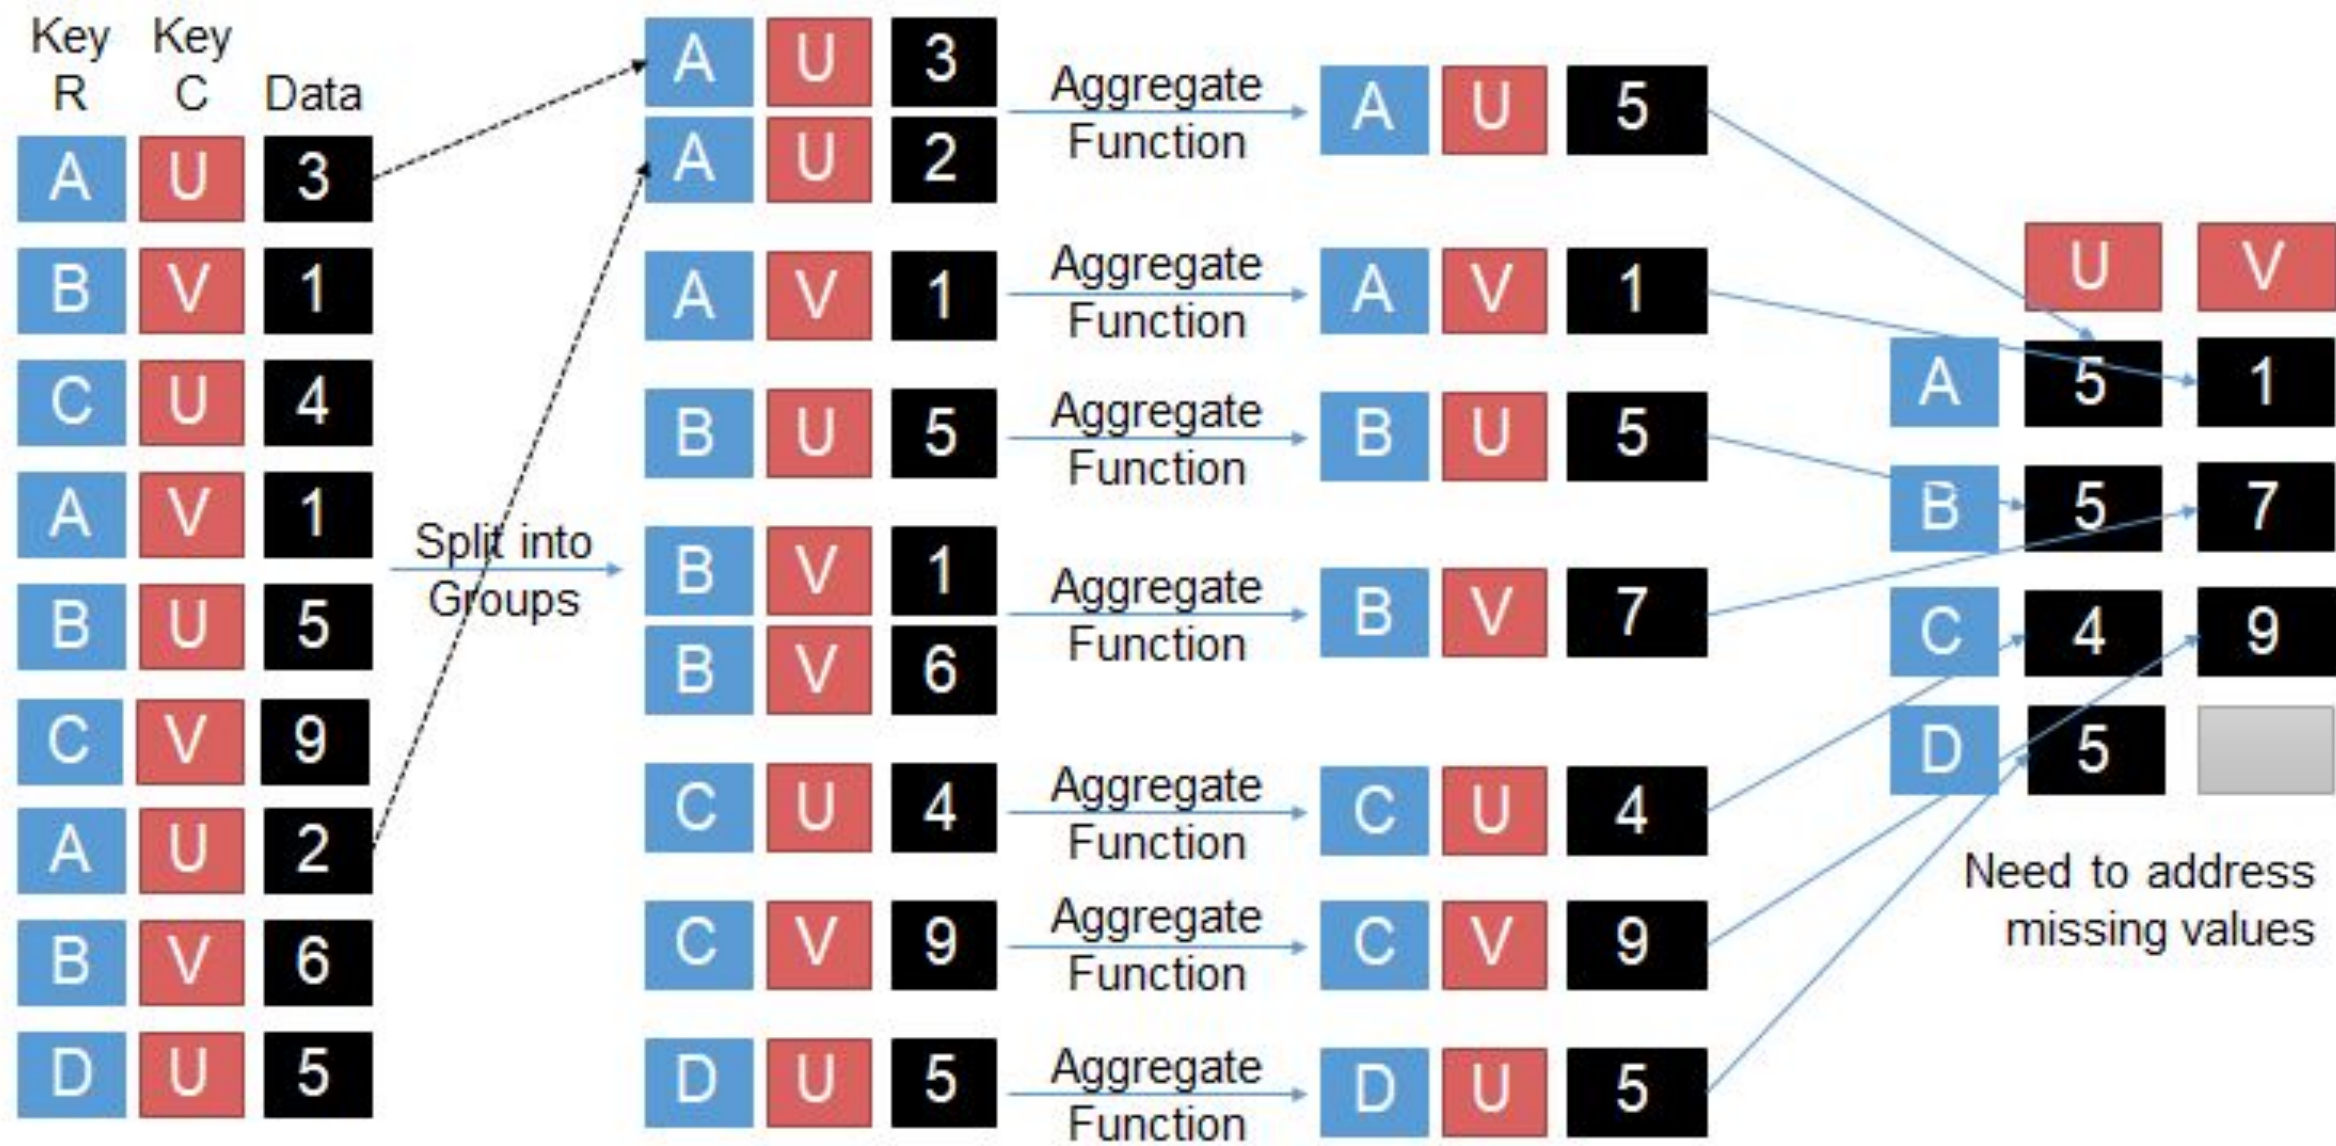 Key Key
R C Data
A U 3
B V 1
C U 4
A V 1
B U 5
C V 9
A U 2
B V 6
D U 5
Split into
Groups
A U 3
A U 2
A V 1
B U 5
B V 1
B V 6
C U 4
C V 9
D U 5
Aggregate
Function
Aggregate
Function
Aggregate
Function
Aggregate
Function
Aggregate
Function
Aggregate
Function
Aggregate
Function
A U 5
A V 1
B U 5
B V 7
C U 4
C V 9
D U 5
U V
A 5 1
B 5 7
C 4 9
D 5
Need to address
missing values